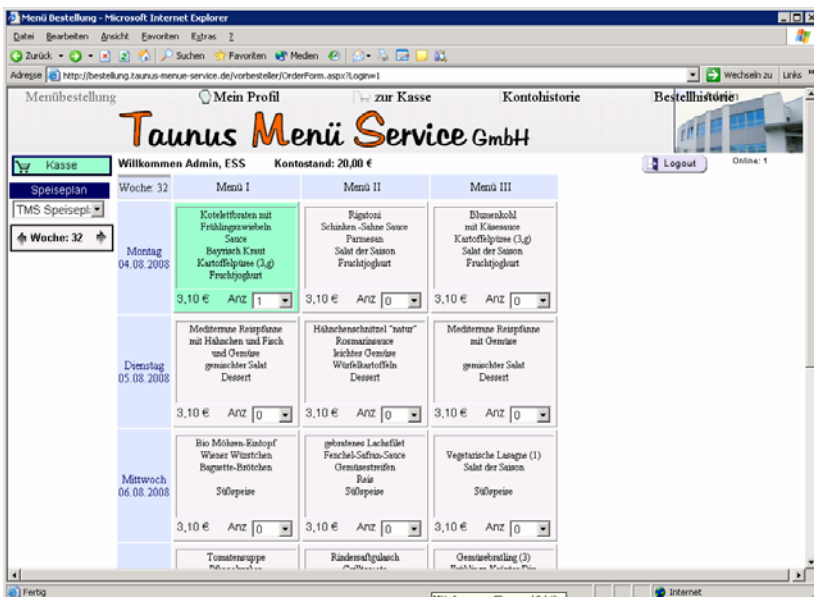 Menü Bestellung - Microsoft Internet Explorer
Datei Bearbeiten Ansicht Favoriten Extras ?
Zurück Suchen Favoriten Medien
Adresse http://bestellung.taunus-menue-service.de/vorbesteller/OrderForm.aspx?Login=1 Wechseln zu Links
Menübestellung Mein Profil zur Kasse Kontohistorie Bestellhistorie
Taunus Menü Service GmbH
Kasse Willkommen Admin, ESS Kontostand: 20,00 € Logout Online: 1
Speiseplan
TMS Speisepl
Woche: 32
Woche: 32 Menü I Menü II Menü III
Montag
04.08.2008
Kotelettbraten mit
Frühlingszwiebeln
Sauce
Bayrisch Kraut
Kartoffelpüree (3,g)
Fruchtjoghurt
3,10 € Anz 1
Rigatoni
Schinken -Sahne Sauce
Parmesan
Salat der Saison
Fruchtjoghurt
3,10 € Anz 0
Blumenkohl
mit Käsesauce
Kartoffelpüree (3,g)
Salat der Saison
Fruchtjoghurt
3,10 € Anz 0
Dienstag
05.08.2008
Mediterrane Reispfanne
mit Hähnchen und Fisch
und Gemüse
gemischter Salat
Dessert
3,10 € Anz 0
Hähnchenschnitzel "natur"
Rosmarinsauce
leichtes Gemüse
Würfelkartoffeln
Dessert
3,10 € Anz 0
Mediterrane Reispfanne
mit Gemüse
gemischter Salat
Dessert
3,10 € Anz 0
Mittwoch
06.08.2008
Bio Möhren-Eintopf
Wiener Würstchen
Baguette-Brötchen
Süßspeise
3,10 € Anz 0
gebratenes Lachsfilet
Fenchel-Safran-Sauce
Gemüsestreifen
Reis
Süßspeise
3,10 € Anz 0
Vegetarische Lasagne (1)
Salat der Saison
Süßspeise
3,10 € Anz 0
Tomatensuppe
Rindersaftgulasch
Gemüsebratling (3)
Fertig Internet